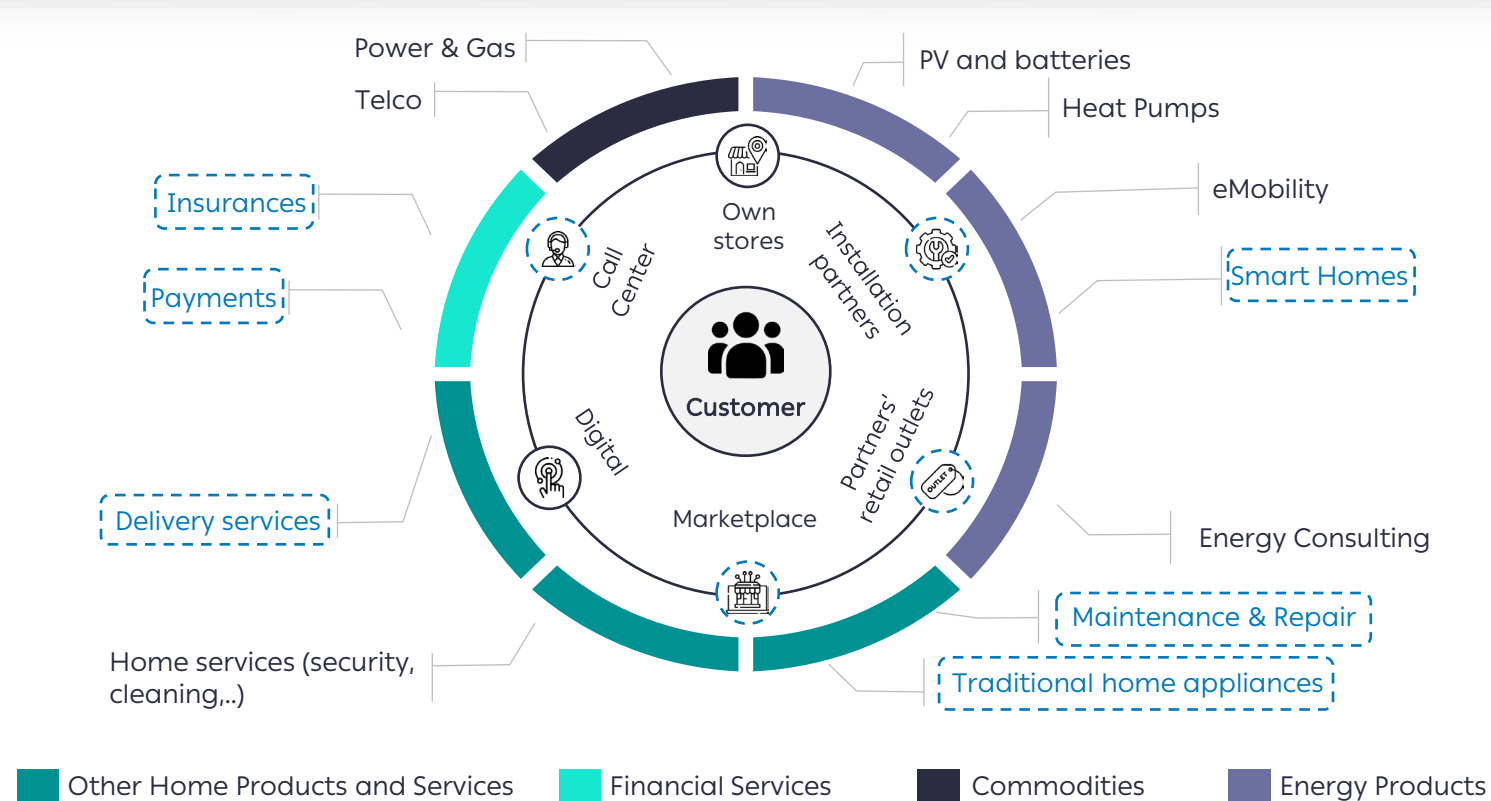 Power & Gas
Telco
Insurances
Payments
Delivery services
Home services (security,
cleaning,..)
PV and batteries
Heat Pumps
eMobility
Smart Homes
Energy Consulting
Maintenance & Repair
Traditional home appliances
Own
stores
Installation
partners
Partners'
retail outlets
OUTLET
Marketplace
Digital
Call
Center
Customer
Other Home Products and Services
Financial Services
Commodities
Energy Products